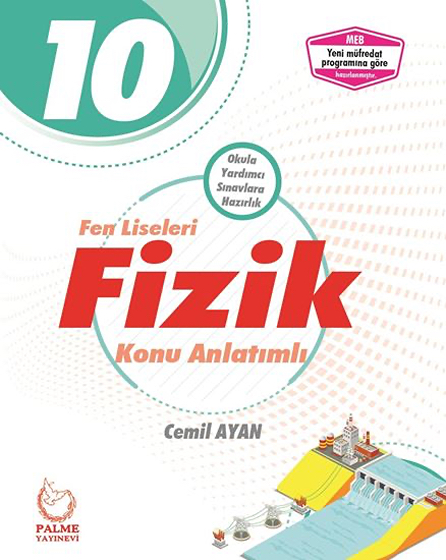 10
MEB
Yeni müfredat
programına göre
hazırlanmıştır.
Okula
Yardımcı
Sınavlara
Hazırlık
Fen Liseleri
Fizik
Konu Anlatımlı
Cemil AYAN
PALME
YAYINEVİ